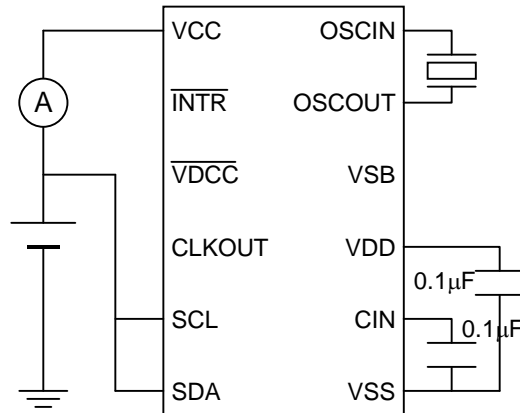 VCC OSCIN
A
INTR OSCOUT
VDCC VSB
CLKOUT VDD
0.1μF
SCL CIN
0.1μF
SDA VSS